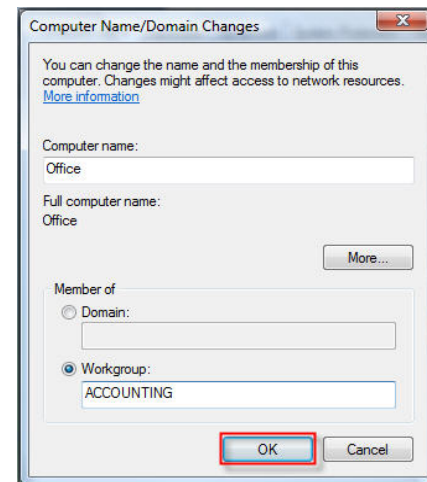 Computer Name/Domain Changes
You can change the name and the membership of this
computer. Changes might affect access to network resources.
More information
Computer name:
Office
Full computer name:
Office
More...
Member of
Domain:
Workgroup:
ACCOUNTING
OK Cancel